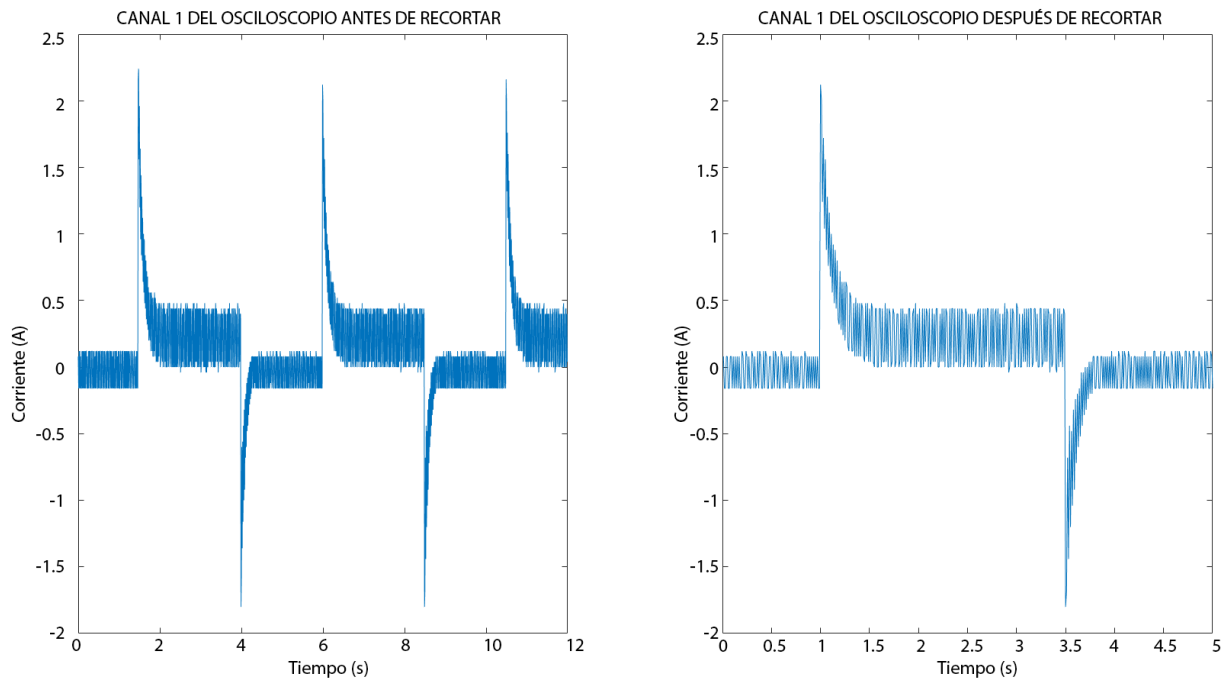 CANAL 1 DEL OSCILOSCOPIO ANTES DE RECORTAR
2.5
2
1.5
1
0.5
0
-0.5
-1
-1.5
-2
Corriente (A)
0 2 4 6 8 10 12
Tiempo (s)
CANAL 1 DEL OSCILOSCOPIO DESPUÉS DE RECORTAR
2.5
2
1.5
1
0.5
0
-0.5
-1
-1.5
-2
Corriente (A)
0 0.5 1 1.5 2 2.5 3 3.5 4 4.5 5
Tiempo (s)